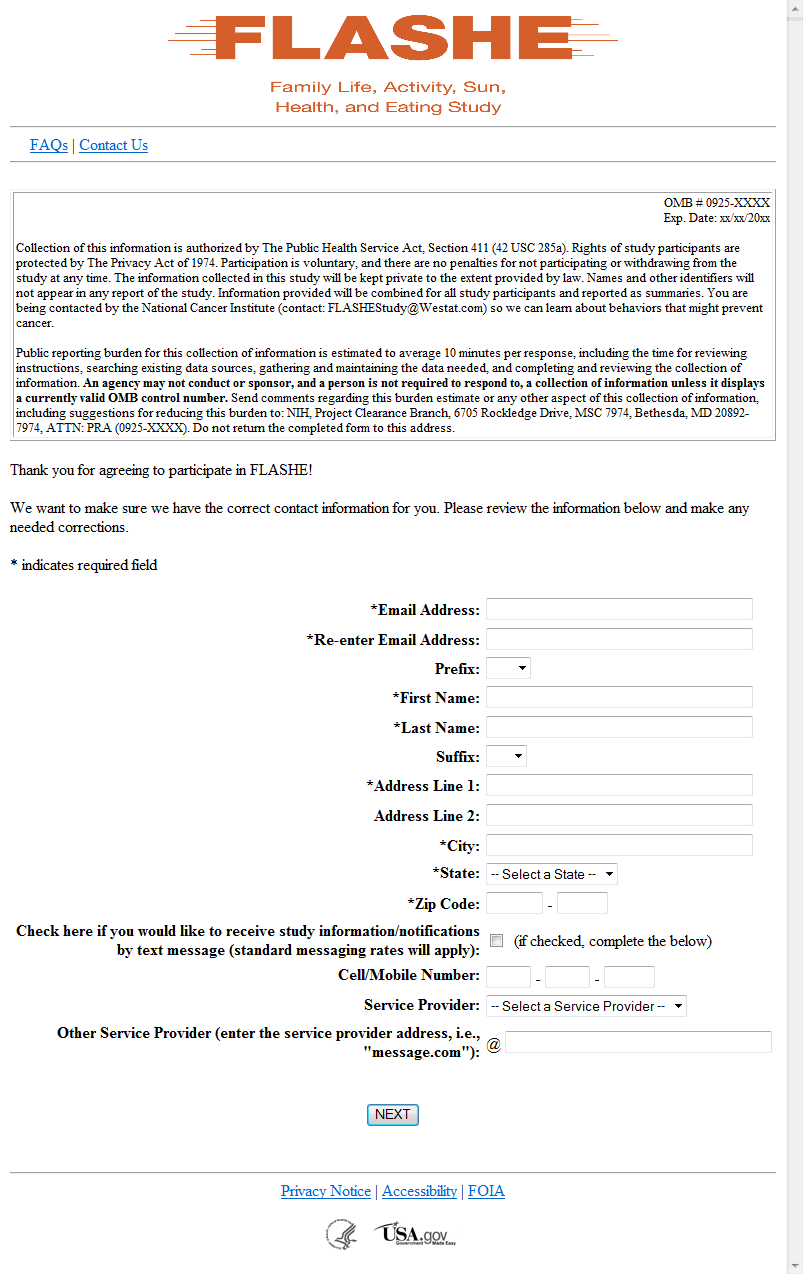 FLASHE
Family Life, Activity, Sun,
Health, and Eating Study
FAQs | Contact Us
OMB # 0925-XXXX
Exp. Date: xx/xx/20xx
Collection of this information is authorized by The Public Health Service Act, Section 411 (42 USC 285a). Rights of study participants are
protected by The Privacy Act of 1974. Participation is voluntary, and there are no penalties for not participating or withdrawing from the
study at any time. The information collected in this study will be kept private to the extent provided by law. Names and other identifiers will
not appear in any report of the study. Information provided will be combined for all study participants and reported as summaries. You are
being contacted by the National Cancer Institute (contact: FLASHEStudy@Westat.com) so we can learn about behaviors that might prevent
cancer.
Public reporting burden for this collection of information is estimated to average 10 minutes per response, including the time for reviewing
instructions, searching existing data sources, gathering and maintaining the data needed, and completing and reviewing the collection of
information. An agency may not conduct or sponsor, and a person is not required to respond to, a collection of information unless it displays
a currently valid OMB control number. Send comments regarding this burden estimate or any other aspect of this collection of information,
including suggestions for reducing this burden to: NIH, Project Clearance Branch, 6705 Rockledge Drive, MSC 7974, Bethesda, MD 20892-
7974, ATTN: PRA (0925-XXXX). Do not return the completed form to this address.
Thank you for agreeing to participate in FLASHE!
We want to make sure we have the correct contact information for you. Please review the information below and make any
needed corrections.
* indicates required field
*Email Address:
*Re-enter Email Address:
Prefix:
*First Name:
*Last Name:
Suffix:
*Address Line 1:
Address Line 2:
*City:
*State: -- Select a State --
*Zip Code: -
Check here if you would like to receive study information/notifications
by text message (standard messaging rates will apply): (if checked, complete the below)
Cell/Mobile Number: - -
Service Provider: -- Select a Service Provider --
Other Service Provider (enter the service provider address, i.e.,
"message.com"): @
NEXT
Privacy Notice | Accessibility | FOIA
USA.gov
Government Made Easy